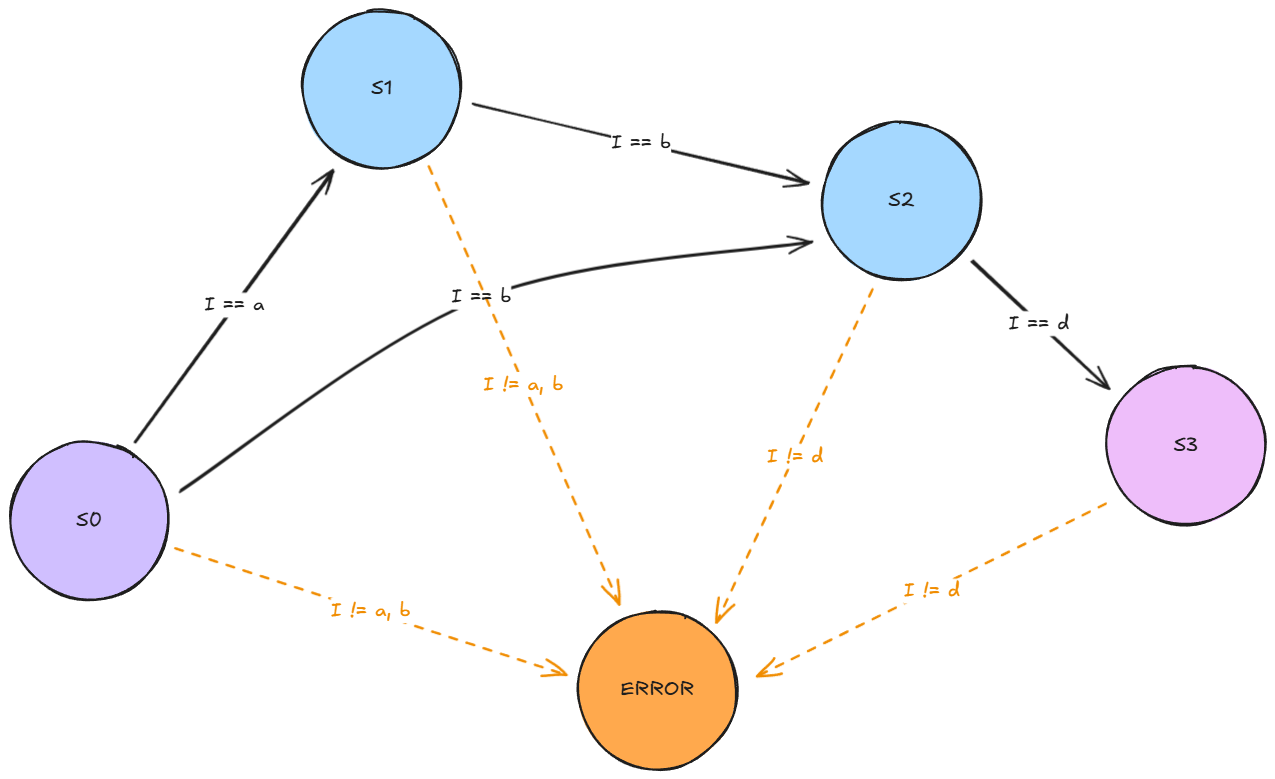 S1
I == b
S2
I == a
I == b
I == d
I != a, b
S3
I != d
S0
I != d
I != a, b
ERROR